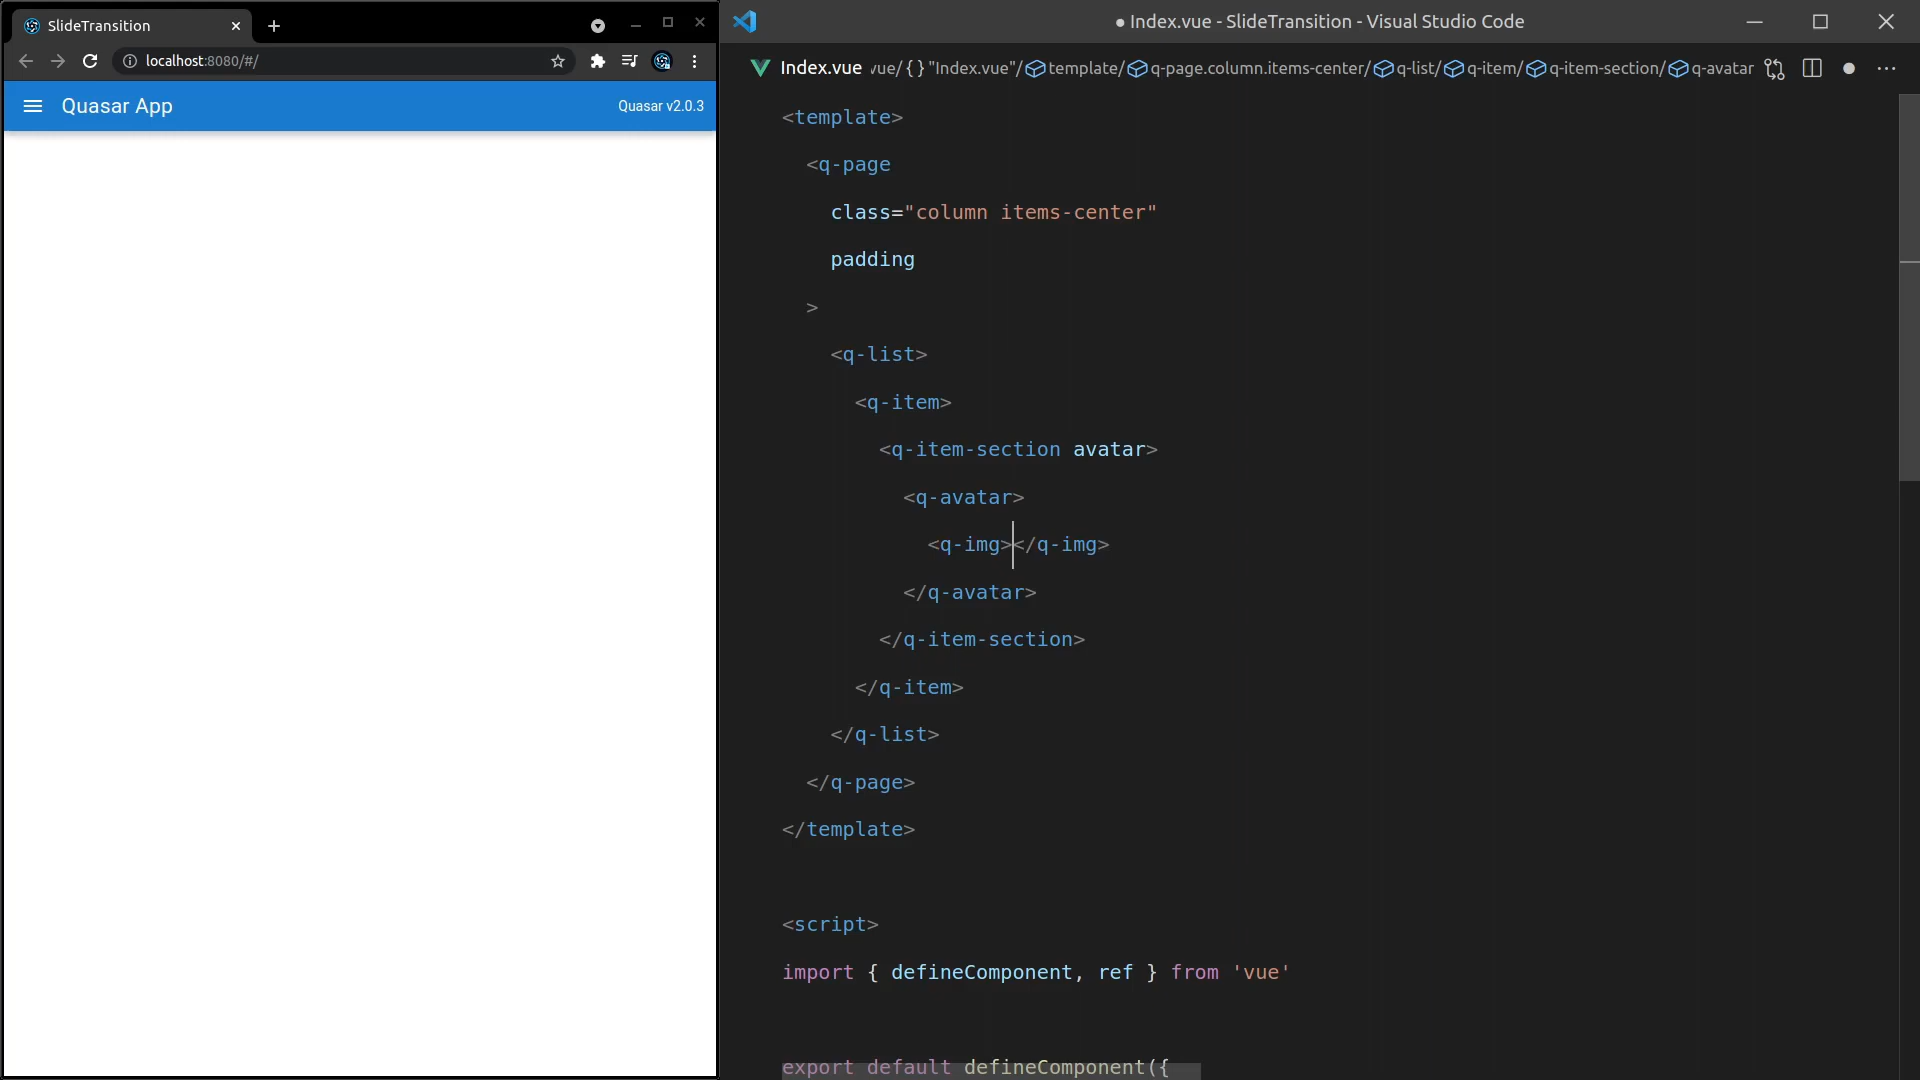 SlideTransition
localhost:8080/#/
Quasar App
Quasar v2.0.3
● Index.vue - SlideTransition - Visual Studio Code
Index.vue vue/ { } "Index.vue"/ template/ q-page.column.items-center/ q-list/ q-item/ q-item-section/ q-avatar
<template>
<q-page
class="column items-center"
padding
>
<q-list>
<q-item>
<q-item-section avatar>
<q-avatar>
<q-img></q-img>
</q-avatar>
</q-item-section>
</q-item>
</q-list>
</q-page>
</template>
<script>
import { defineComponent, ref } from 'vue'
export default defineComponent({